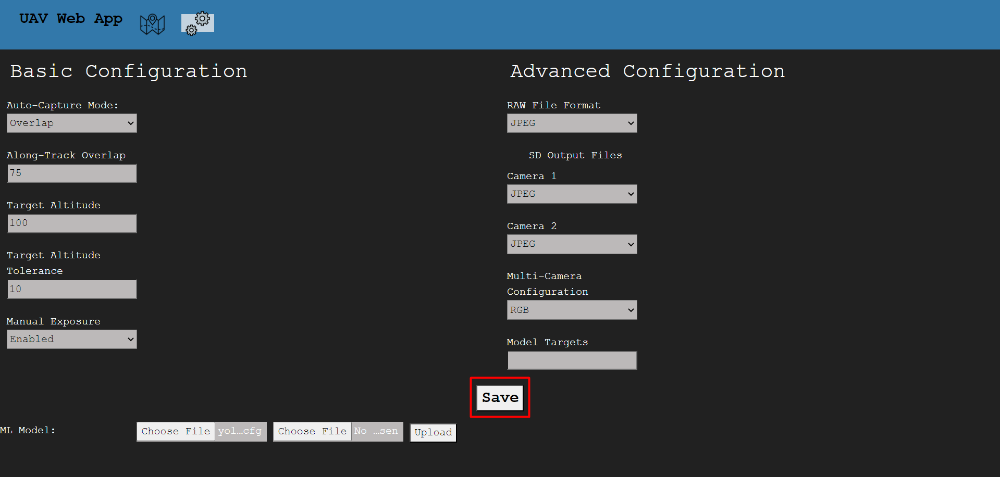 UAV Web App
Basic Configuration
Auto-Capture Mode:
Overlap
Along-Track Overlap
75
Target Altitude
100
Target Altitude
Tolerance
10
Manual Exposure
Enabled
Advanced Configuration
RAW File Format
JPEG
SD Output Files
Camera 1
JPEG
Camera 2
JPEG
Multi-Camera
Configuration
RGB
Model Targets
Save
ML Model:
Choose File yol…cfg
Choose File No …sen
Upload